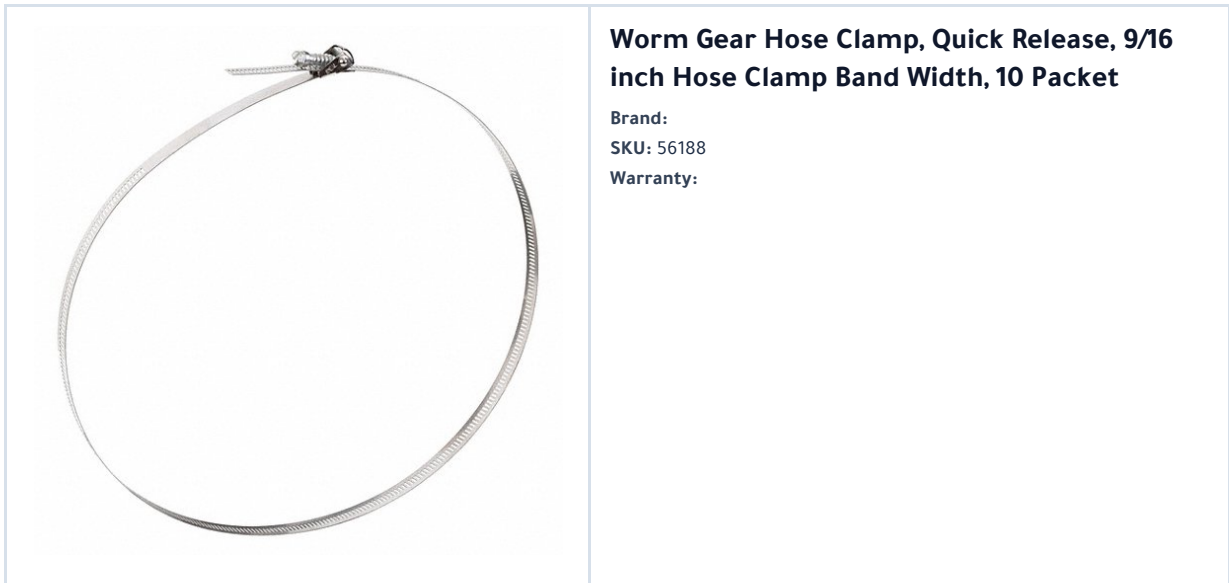 Worm Gear Hose Clamp, Quick Release, 9/16
inch Hose Clamp Band Width, 10 Packet
Brand:
SKU: 56188
Warranty: